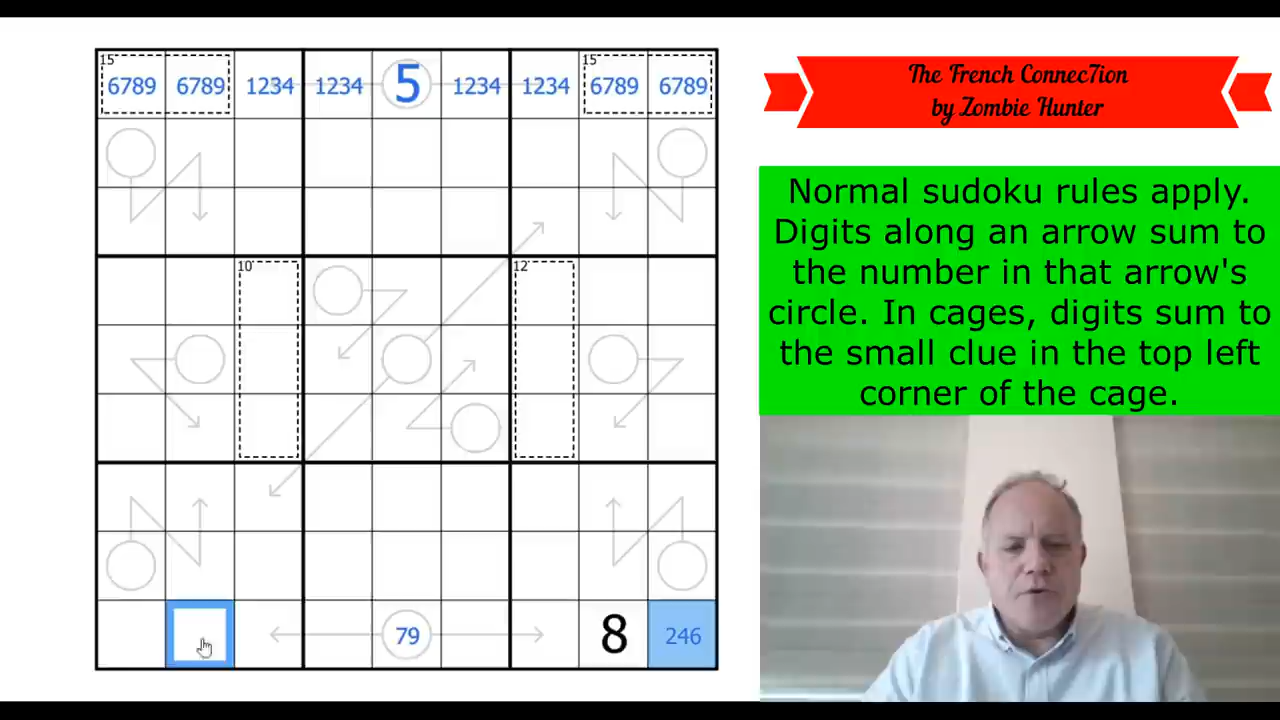 The French Connec7ion
by Zombie Hunter
15 15
6789 6789 1234 1234 5 1234 1234 6789 6789
Normal sudoku rules apply.
Digits along an arrow sum to
the number in that arrow's
circle. In cages, digits sum to
the small clue in the top left
corner of the cage.
10 12
79 8 246